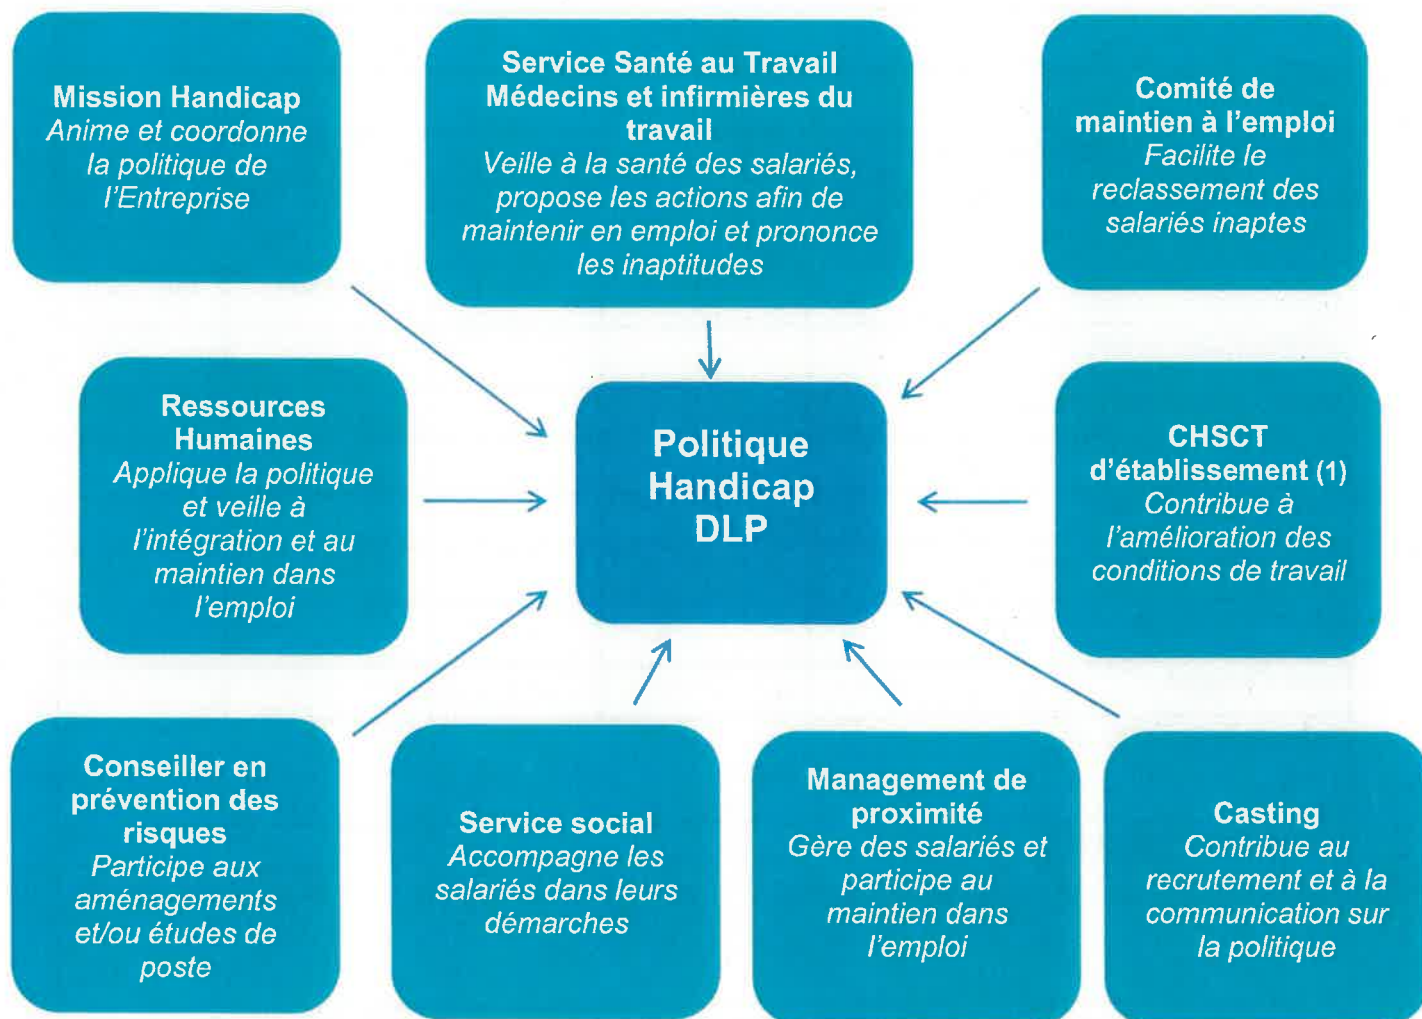 Mission Handicap
Anime et coordonne
la politique de
l'Entreprise
Service Santé au Travail
Médecins et infirmières du
travail
Veille à la santé des salariés,
propose les actions afin de
maintenir en emploi et prononce
les inaptitudes
Comité de
maintien à l'emploi
Facilite le
reclassement des
salariés inaptes
Ressources
Humaines
Applique la politique
et veille à
l'intégration et au
maintien dans
l'emploi
Politique
Handicap
DLP
CHSCT
d'établissement (1)
Contribue à
l'amélioration des
conditions de travail
Conseiller en
prévention des
risques
Participe aux
aménagements
et/ou études de
poste
Service social
Accompagne les
salariés dans leurs
démarches
Management de
proximité
Gère des salariés et
participe au
maintien dans
l'emploi
Casting
Contribue au
recrutement et à la
communication sur
la politique